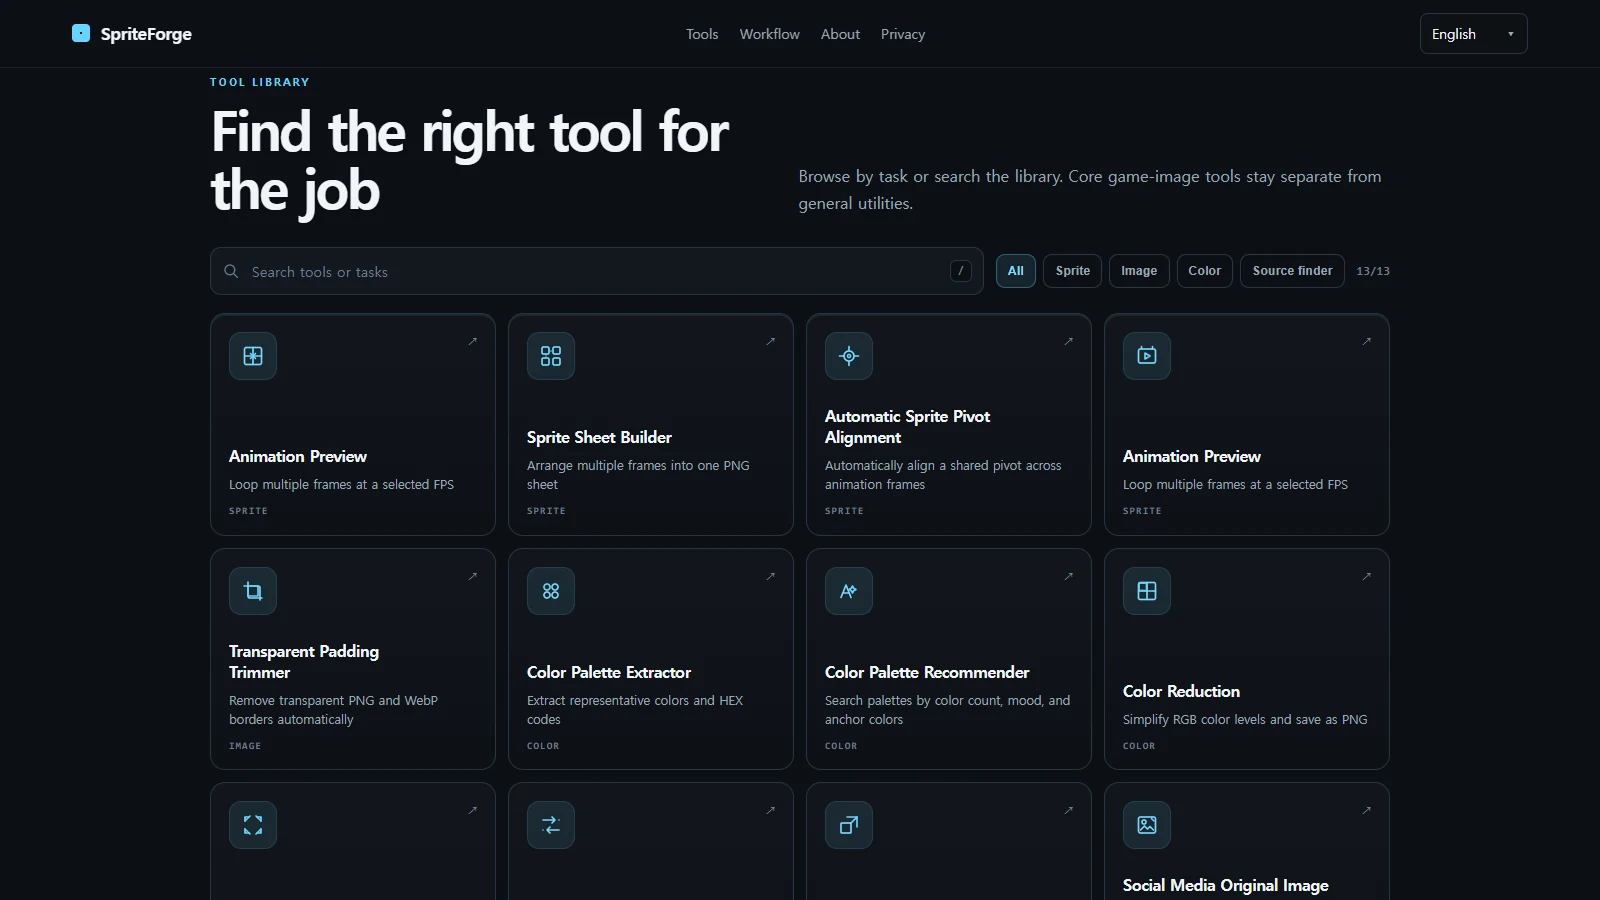 SpriteForge
Tools
Workflow
About
Privacy
English
TOOL LIBRARY
Find the right tool for
the job
Browse by task or search the library. Core game-image tools stay separate from
general utilities.
Search tools or tasks
/
All
Sprite
Image
Color
Source finder
13/13
Animation Preview
Loop multiple frames at a selected FPS
SPRITE
Sprite Sheet Builder
Arrange multiple frames into one PNG
sheet
SPRITE
Automatic Sprite Pivot
Alignment
Automatically align a shared pivot across
animation frames
SPRITE
Animation Preview
Loop multiple frames at a selected FPS
SPRITE
Transparent Padding
Trimmer
Remove transparent PNG and WebP
borders automatically
IMAGE
Color Palette Extractor
Extract representative colors and HEX
codes
COLOR
Color Palette Recommender
Search palettes by color count, mood, and
anchor colors
COLOR
Color Reduction
Simplify RGB color levels and save as PNG
COLOR
Social Media Original Image